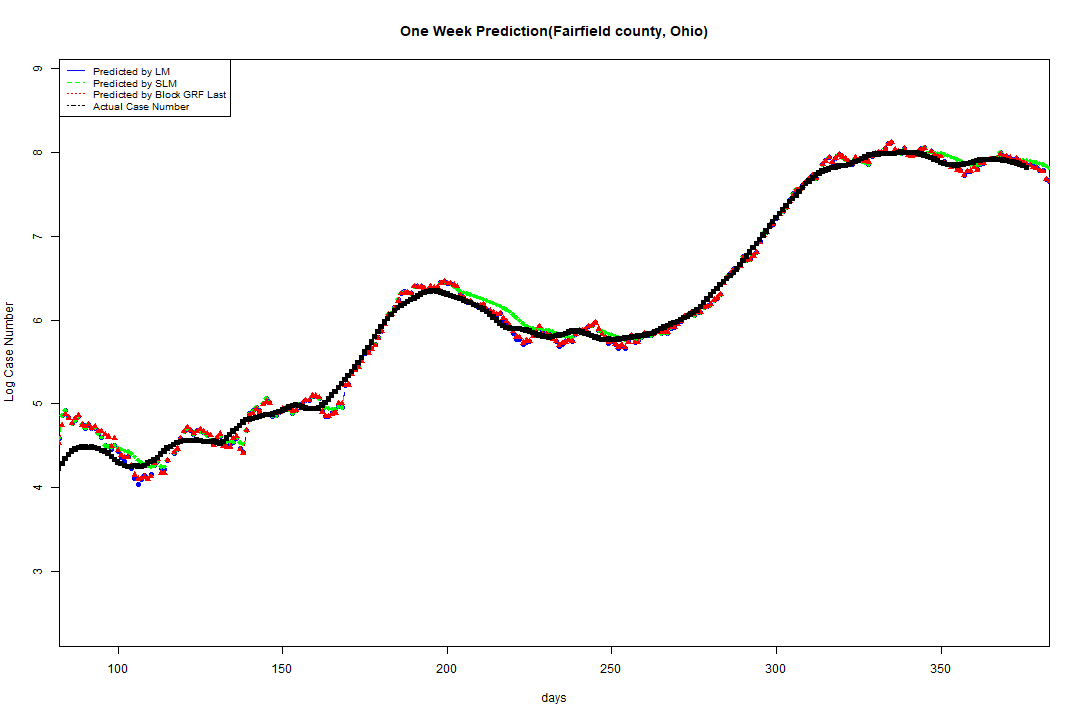 One Week Prediction(Fairfield county, Ohio)
Predicted by LM
Predicted by SLM
Predicted by Block GRF Last
Actual Case Number
9
8
7
6
5
4
3
Log Case Number
100 150 200 250 300 350
days